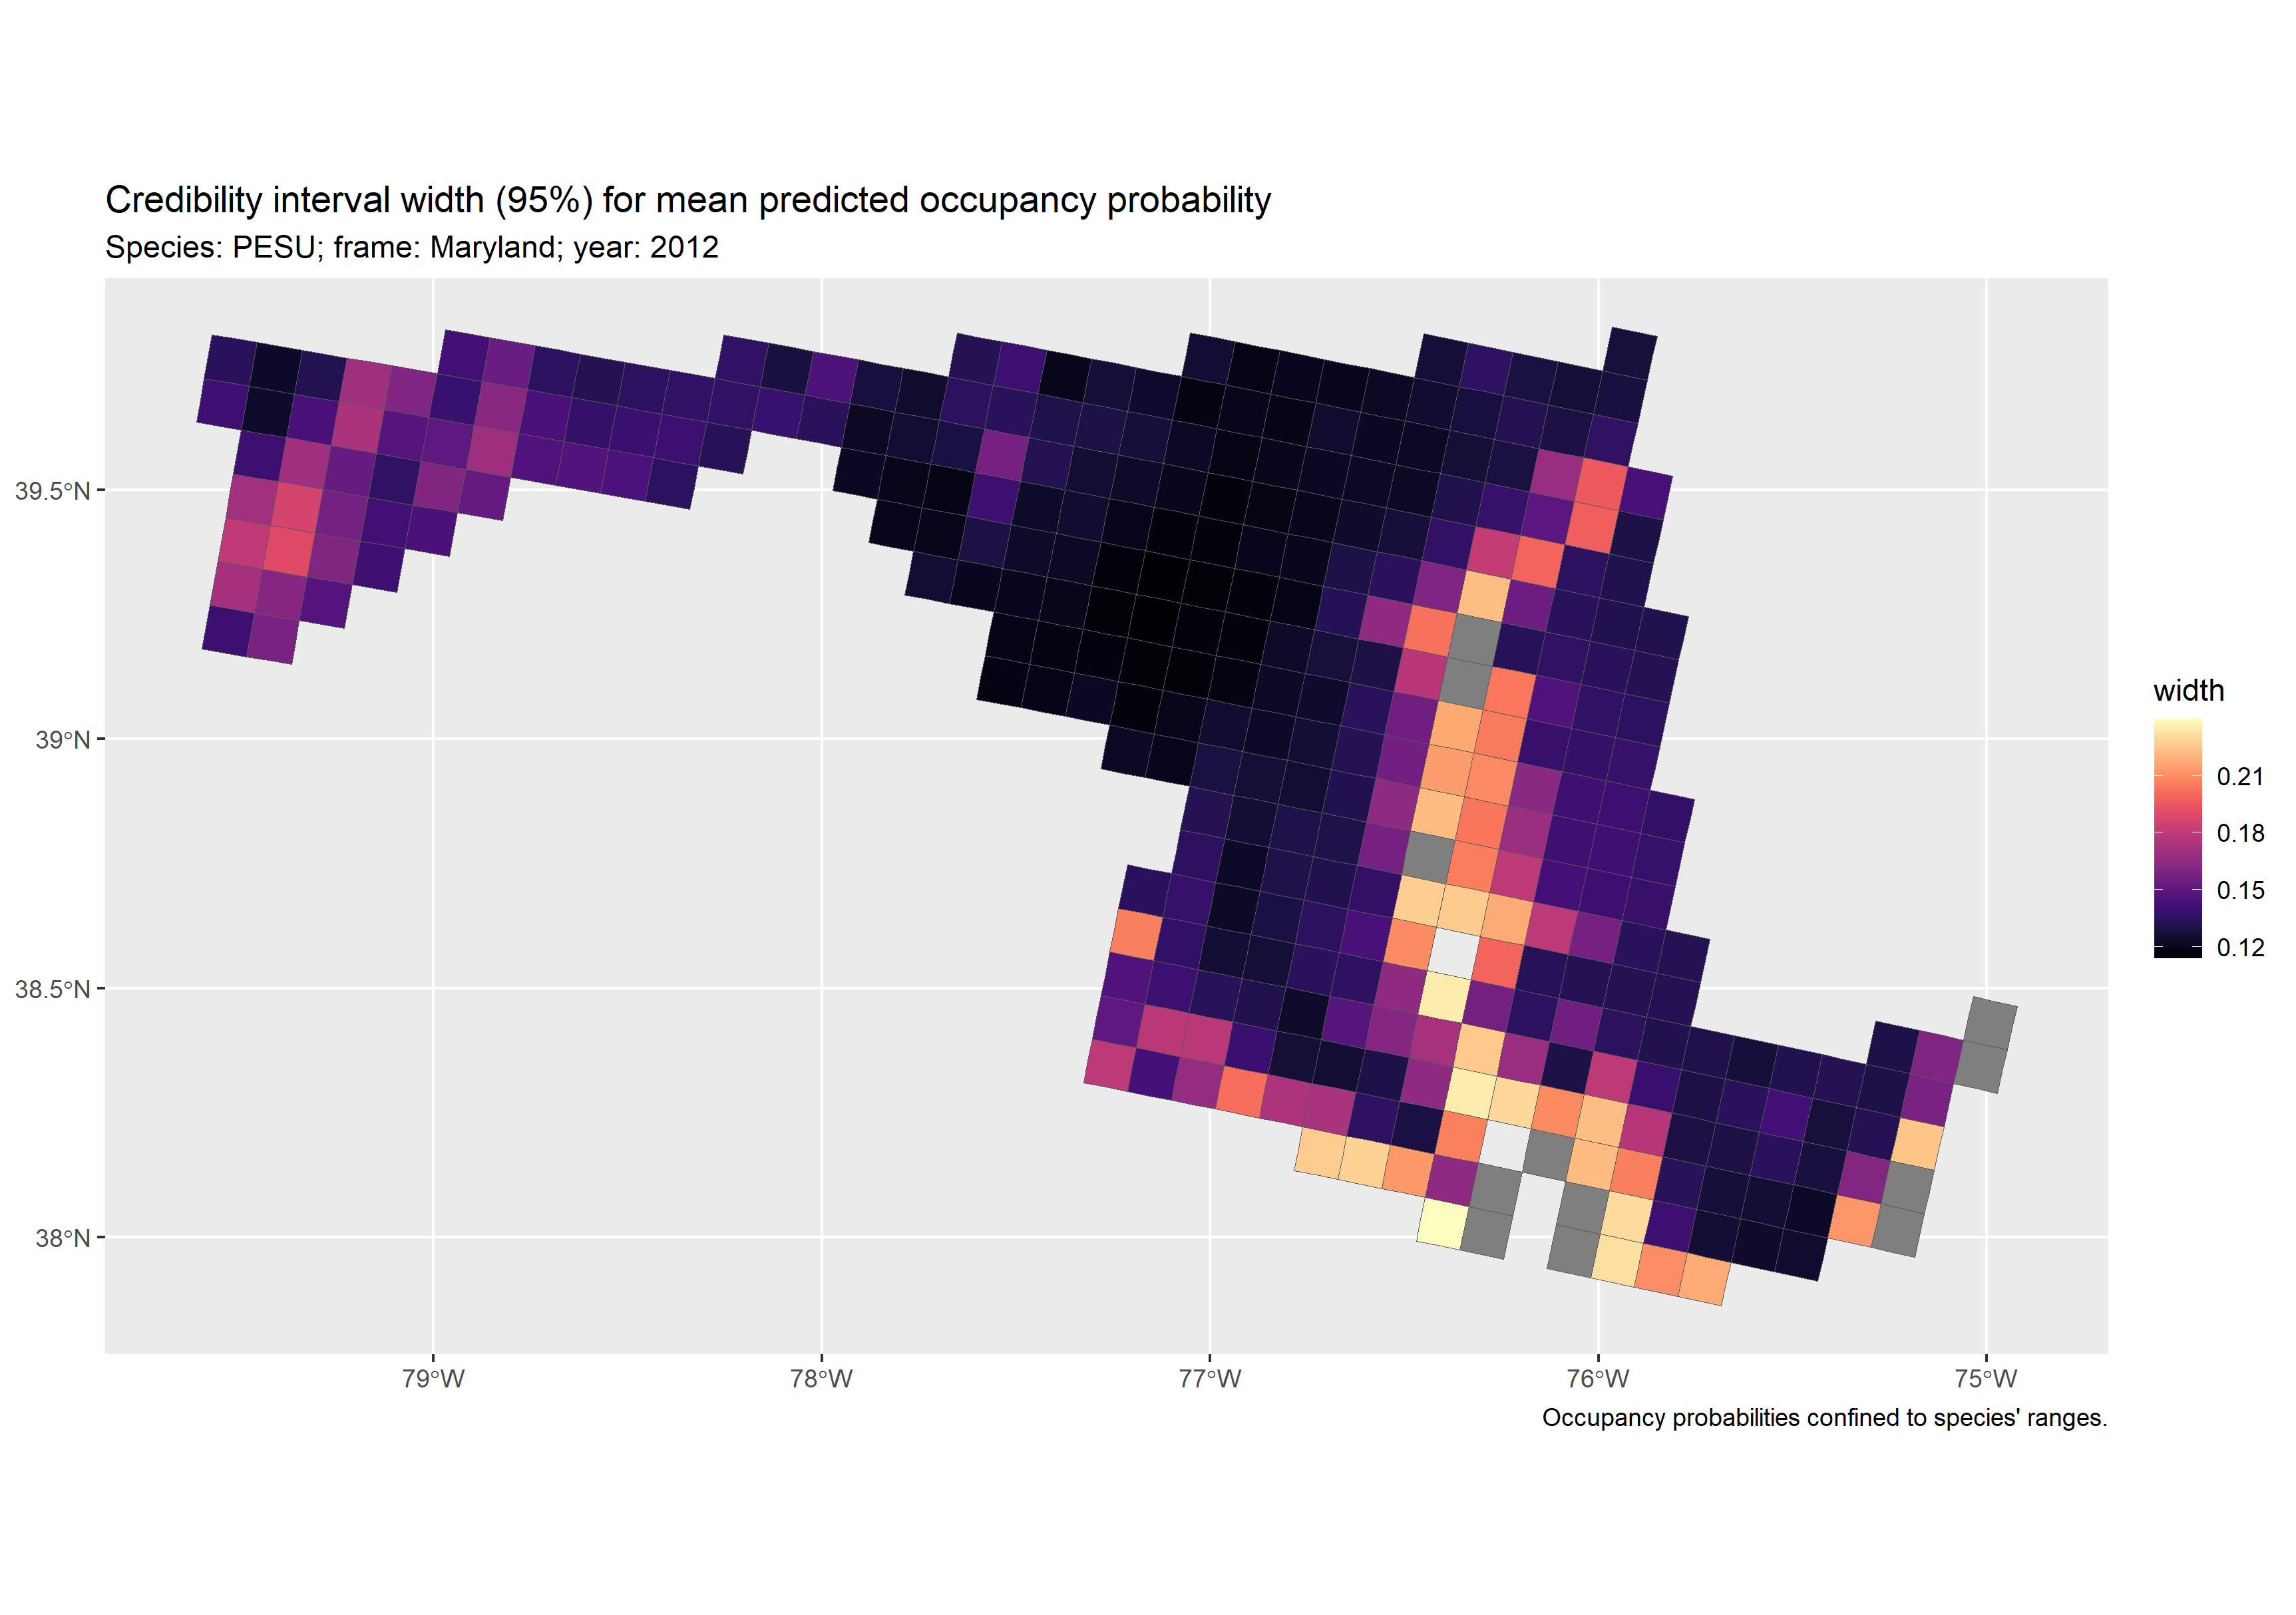 Credibility interval width (95%) for mean predicted occupancy probability
Species: PESU; frame: Maryland; year: 2012
39.5°N
39°N
38.5°N
38°N
79°W
78°W
77°W
76°W
75°W
width
0.21
0.18
0.15
0.12
Occupancy probabilities confined to species' ranges.